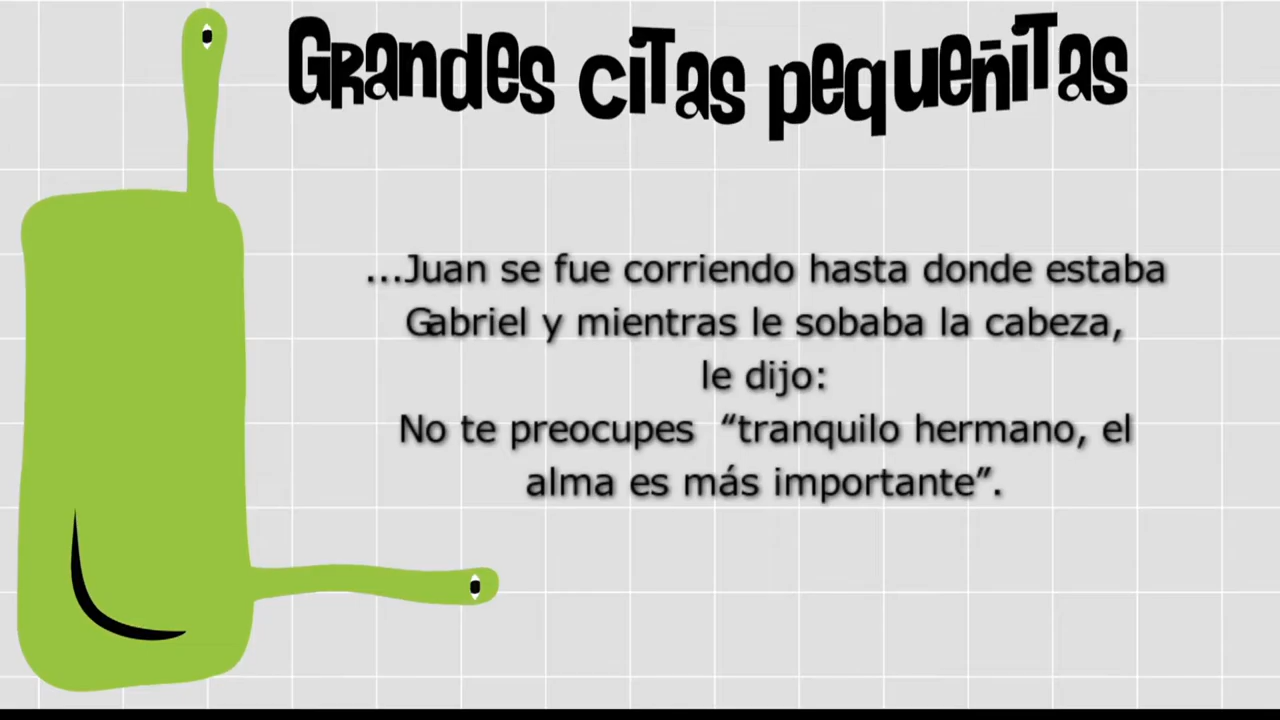 Grandes citas pequeñitas
...Juan se fue corriendo hasta donde estaba
Gabriel y mientras le sobaba la cabeza,
le dijo:
No te preocupes “tranquilo hermano, el
alma es más importante”.